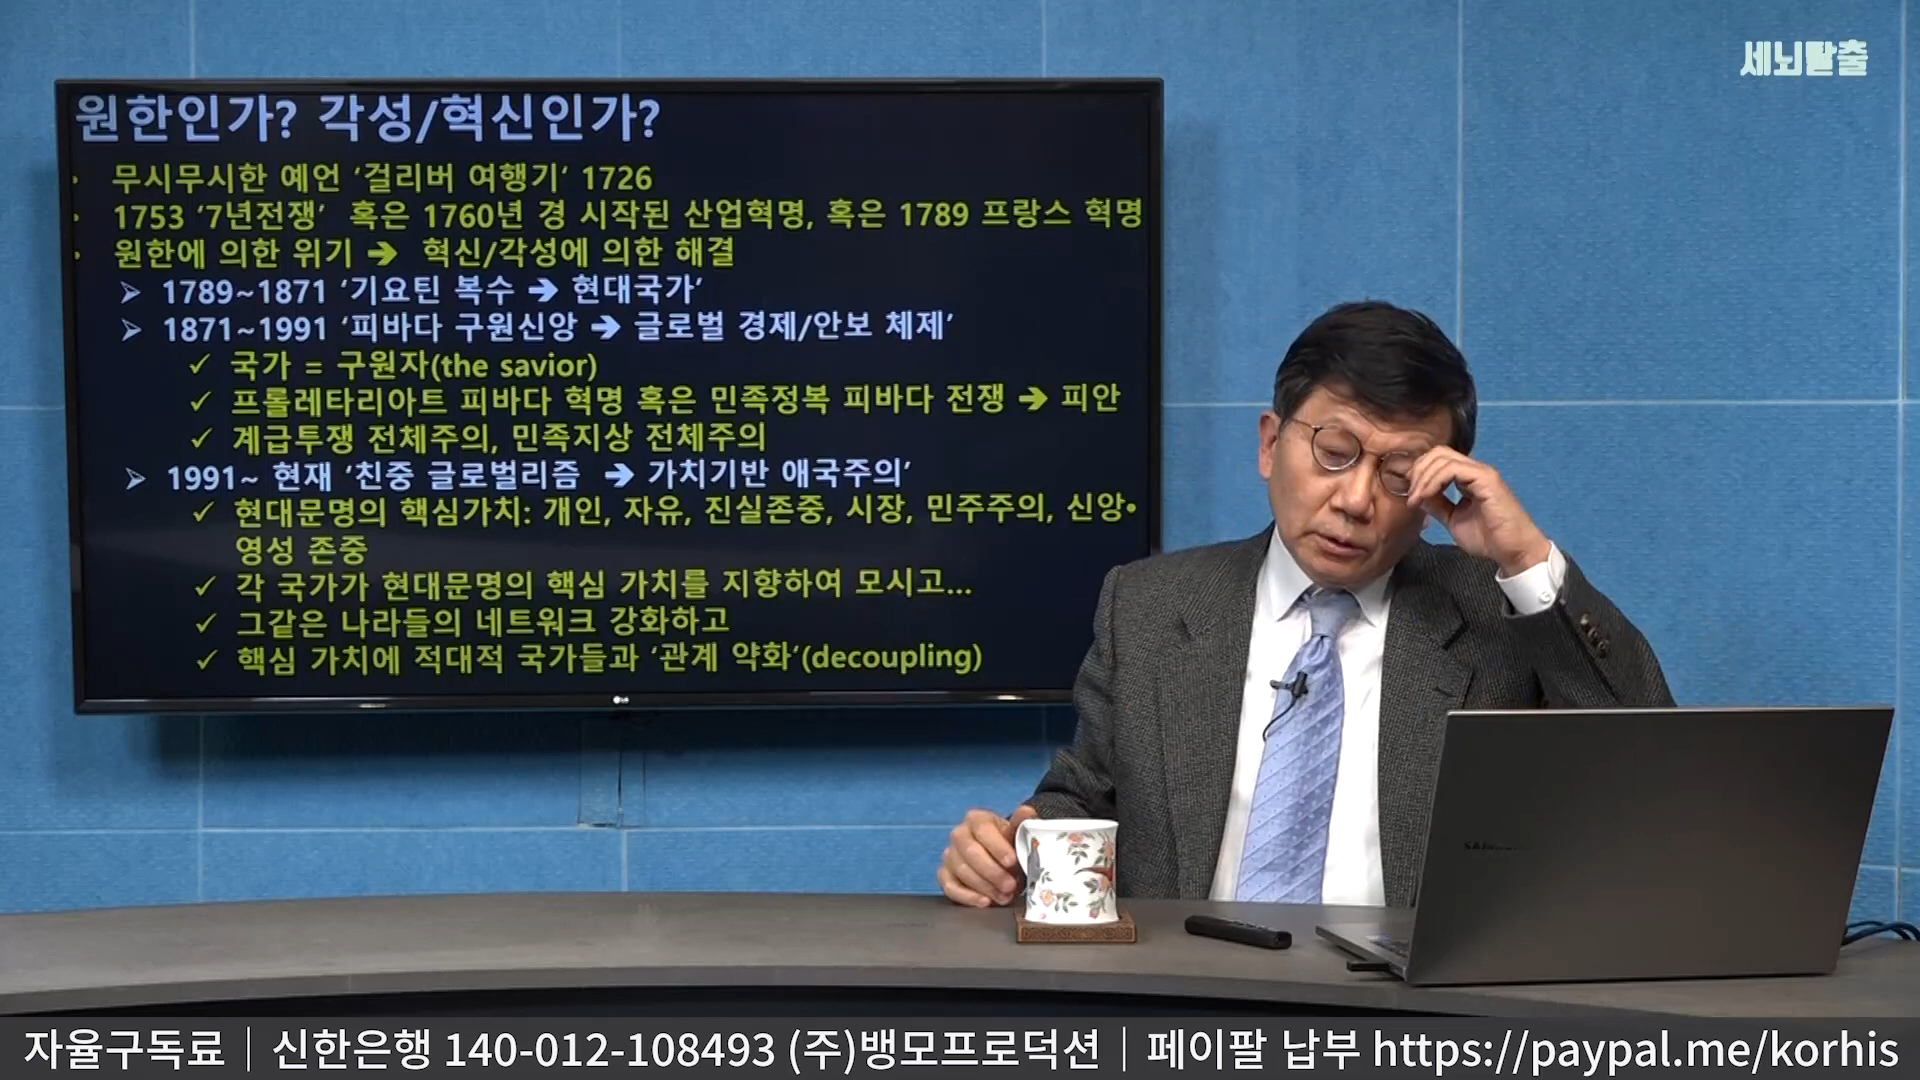 세뇌탈출
원한인가? 각성/혁신인가?
• 무시무시한 예언 ‘걸리버 여행기‘ 1726
• 1753 ‘7년전쟁’ 혹은 1760년 경 시작된 산업혁명, 혹은 1789 프랑스 혁명
• 원한에 의한 위기 ➔ 혁신/각성에 의한 해결
➢ 1789~1871 ‘기요틴 복수 ➔ 현대국가’
➢ 1871~1991 ‘피바다 구원신앙 ➔ 글로벌 경제/안보 체제’
✓ 국가 = 구원자(the savior)
✓ 프롤레타리아트 피바다 혁명 혹은 민족정복 피바다 전쟁 ➔ 피안
✓ 계급투쟁 전체주의, 민족지상 전체주의
➢ 1991~ 현재 ‘친중 글로벌리즘 ➔ 가치기반 애국주의’
✓ 현대문명의 핵심가치: 개인, 자유, 진실존중, 시장, 민주주의, 신앙•
영성 존중
✓ 각 국가가 현대문명의 핵심 가치를 지향하여 모시고...
✓ 그같은 나라들의 네트워크 강화하고
✓ 핵심 가치에 적대적 국가들과 ‘관계 약화‘(decoupling)
LG
자율구독료｜신한은행 140-012-108493 (주)뱅모프로덕션｜페이팔 납부 https://paypal.me/korhis